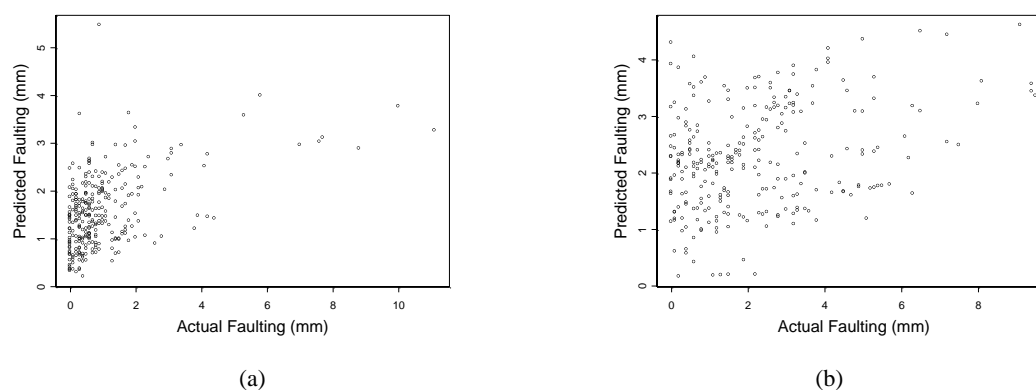 5
4
3
2
1
0
Predicted Faulting (mm)
0 2 4 6 8 10
Actual Faulting (mm)
(a)
4
3
2
1
0
Predicted Faulting (mm)
0 2 4 6 8
Actual Faulting (mm)
(b)